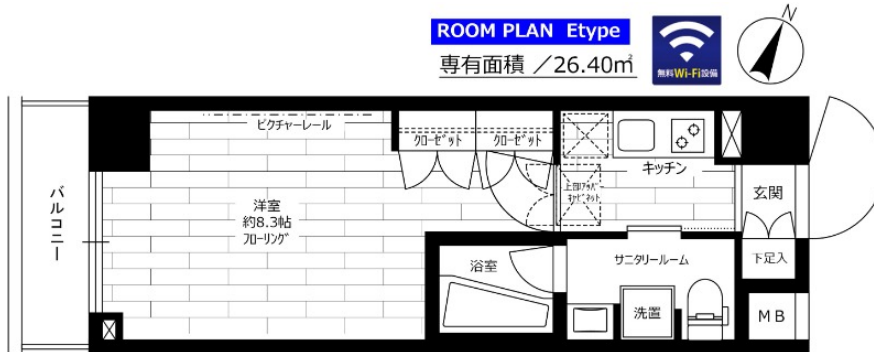 ROOM PLAN Etype
専有面積 ／26.40㎡
無料Wi-Fi設備
N
ピクチャーレール
クローゼット
クローゼット
キッチン
バルコニー
洋室
約8.3帖
フローリング
玄関
浴室
サニタリールーム
下足入
洗置
MB